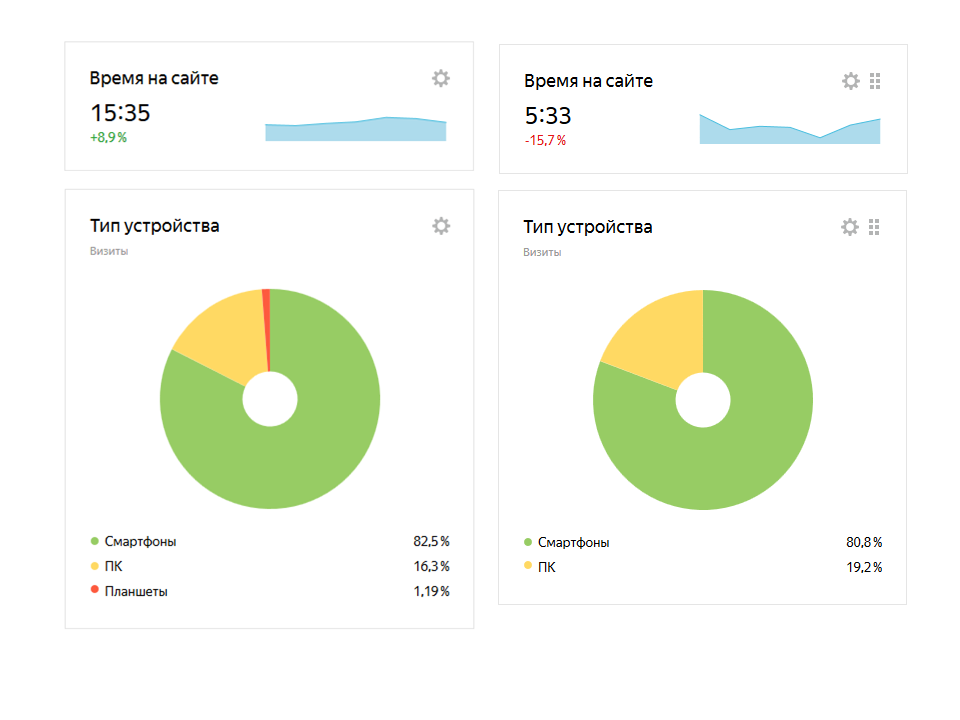 Время на сайте
15:35
+8,9 %
Тип устройства
Визиты
Смартфоны 82,5 %
ПК 16,3 %
Планшеты 1,19 %
Время на сайте
5:33
-15,7 %
Тип устройства
Визиты
Смартфоны 80,8 %
ПК 19,2 %